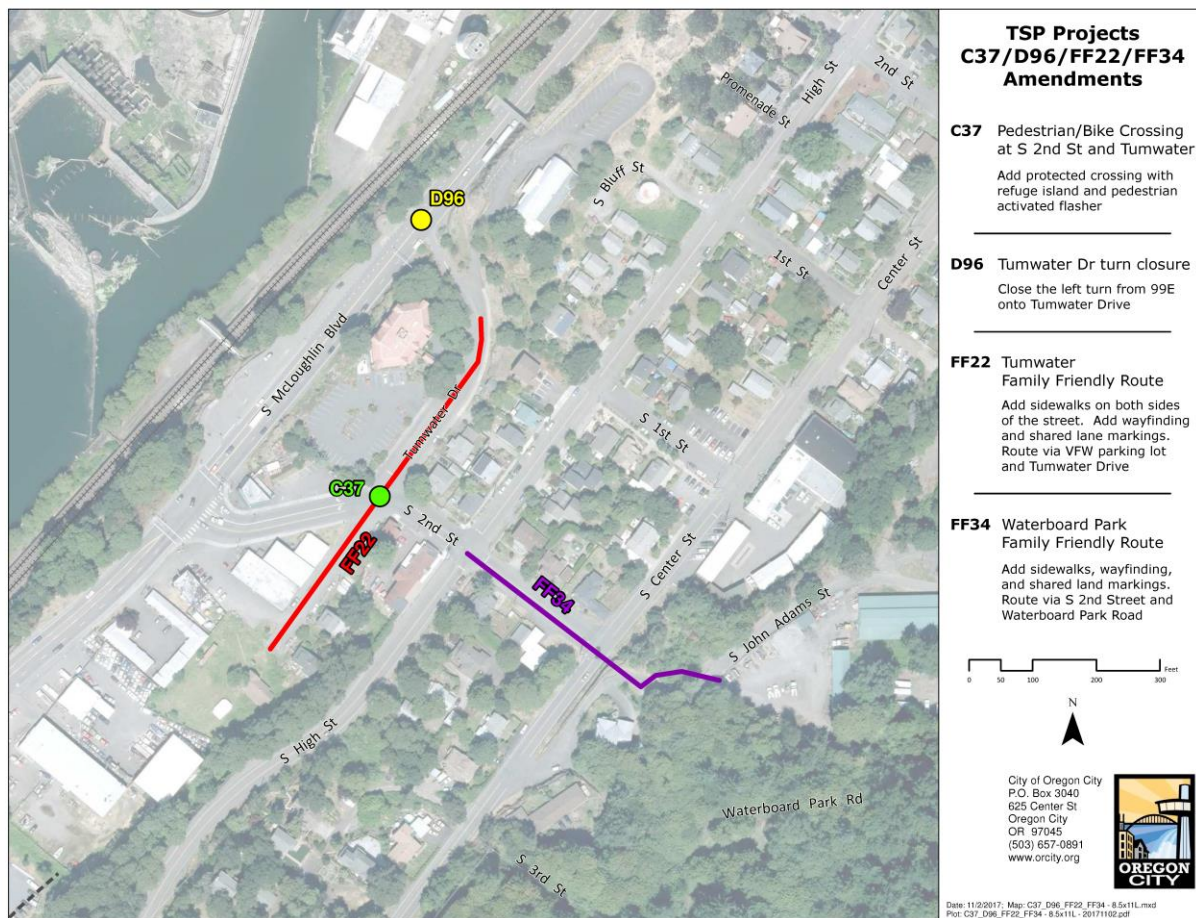 TSP Projects
C37/D96/FF22/FF34
Amendments
C37 Pedestrian/Bike Crossing
at S 2nd St and Tumwater
Add protected crossing with
refuge island and pedestrian
activated flasher
D96 Tumwater Dr turn closure
Close the left turn from 99E
onto Tumwater Drive
FF22 Tumwater
Family Friendly Route
Add sidewalks on both sides
of the street. Add wayfinding
and shared lane markings.
Route via VFW parking lot
and Tumwater Drive
FF34 Waterboard Park
Family Friendly Route
Add sidewalks, wayfinding,
and shared land markings.
Route via S 2nd Street and
Waterboard Park Road
Feet
0 50 100 200 300
N
City of Oregon City
P.O. Box 3040
625 Center St
Oregon City
OR 97045
(503) 657-0891
www.orcity.org
OREGON
CITY
Date: 11/2/2017; Map: C37_D96_FF22_FF34 - 8.5x11L.mxd
Plot: C37_D96_FF22_FF34 - 8.5x11L - 20171102.pdf
2nd St
High St
Promenade St
S Bluff St
D96
1st St
Center St
S McLoughlin Blvd
Tumwater Dr
S 1st St
C37
S 2nd St
FF22
FF34
S Center St
S John Adams St
S High St
Waterboard Park Rd
S 3rd St